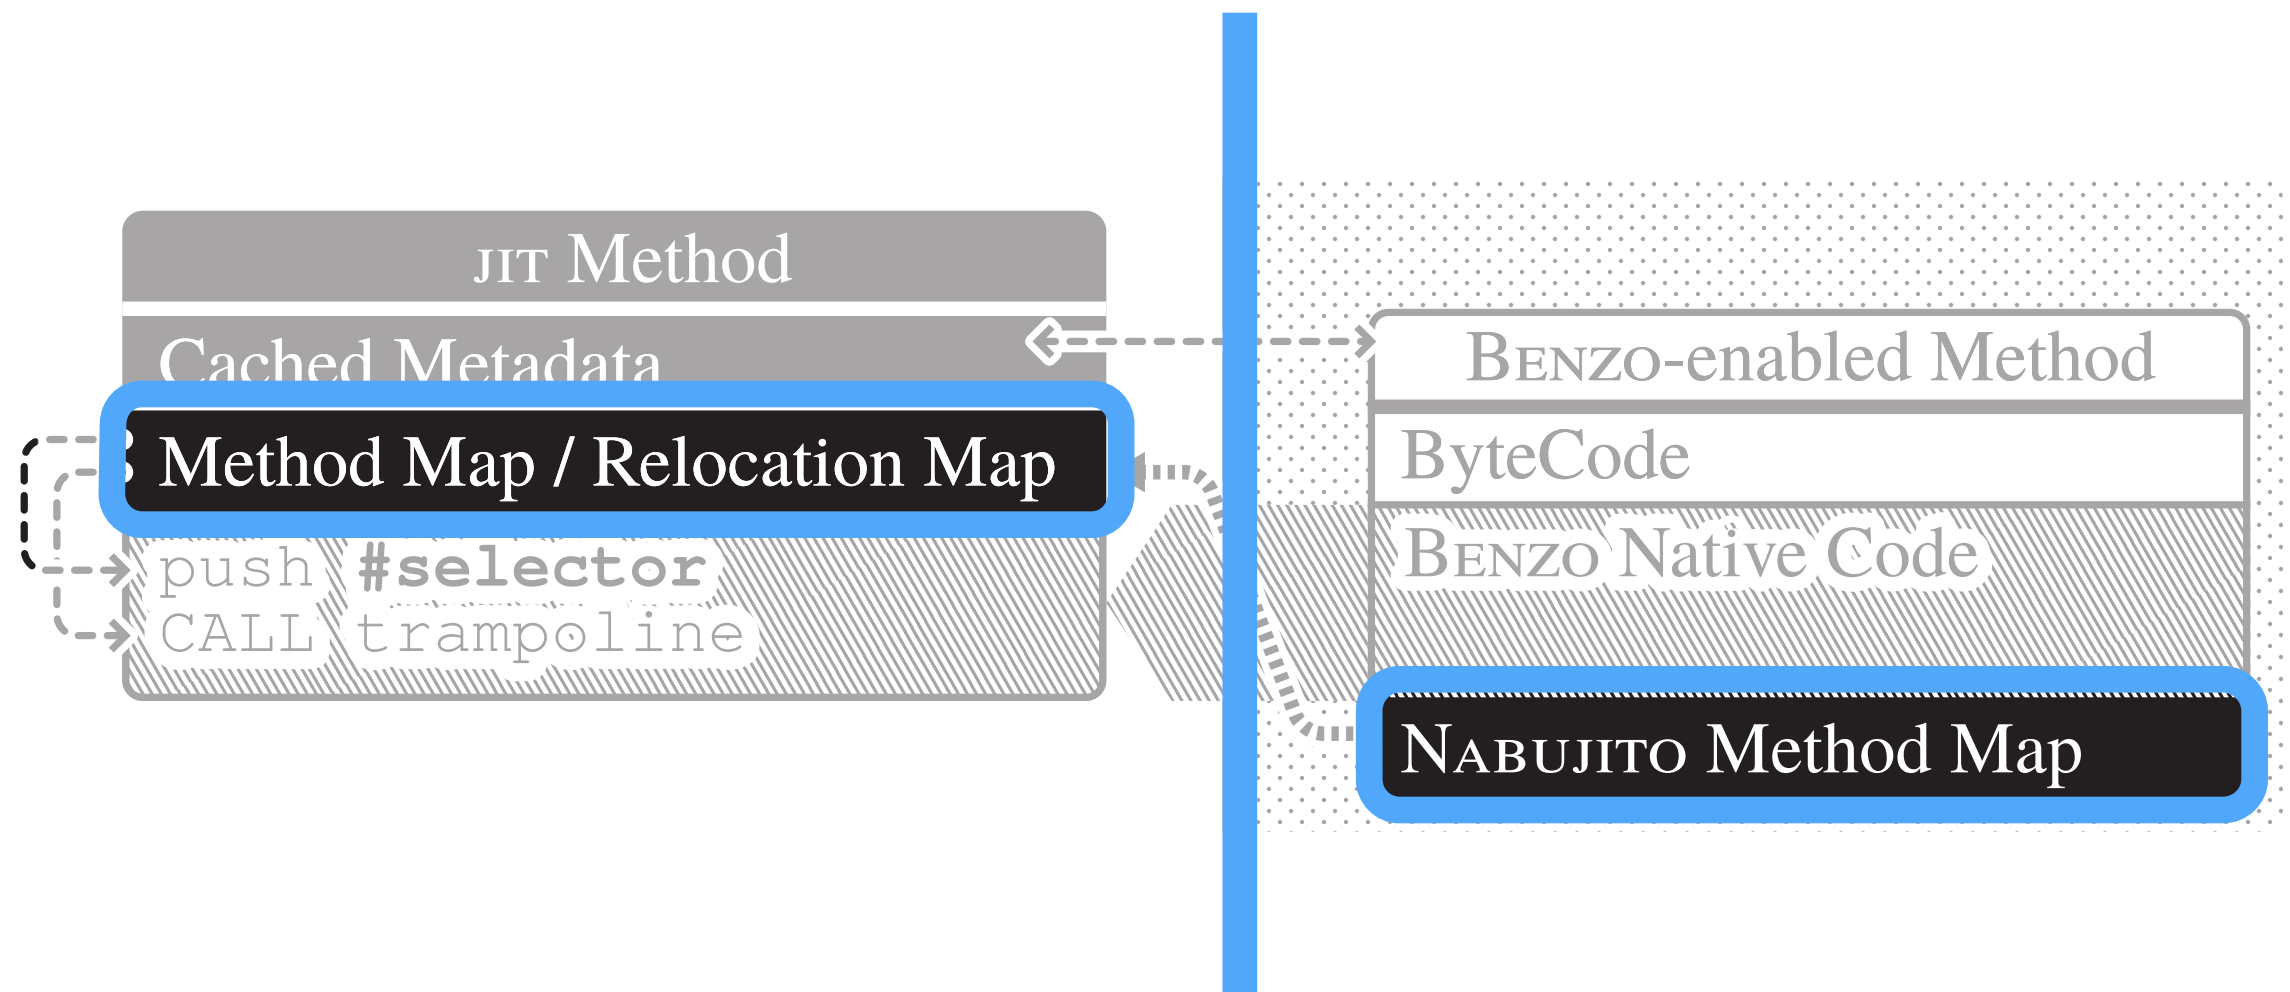 JIT Method
Cached Metadata
Method Map / Relocation Map
push #selector
CALL trampoline
BENZO-enabled Method
ByteCode
BENZO Native Code
NABUJITO Method Map